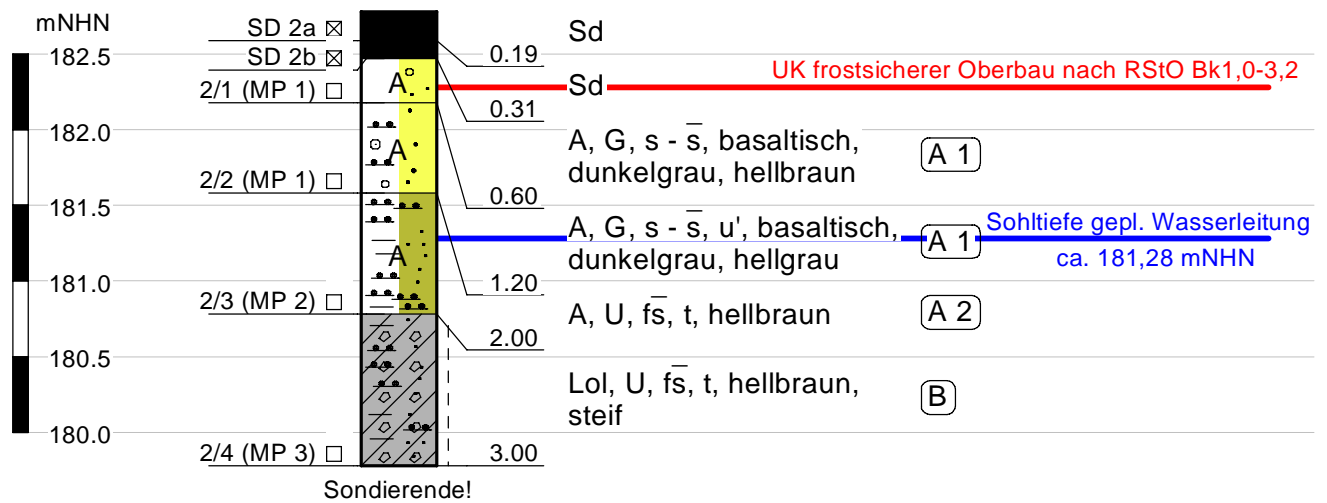 mNHN
SD 2a
Sd
182.5
SD 2b
0.19
UK frostsicherer Oberbau nach RStO Bk1,0-3,2
2/1 (MP 1)
A
Sd
0.31
182.0
A, G, s - s̅, basaltisch,
dunkelgrau, hellbraun
A 1
A
2/2 (MP 1)
0.60
181.5
A, G, s - s̅, u', basaltisch,
dunkelgrau, hellgrau
A 1
Sohltiefe gepl. Wasserleitung
ca. 181,28 mNHN
A
181.0
1.20
2/3 (MP 2)
A, U, fs̅, t, hellbraun
A 2
180.5
2.00
Lol, U, fs̅, t, hellbraun,
steif
B
180.0
2/4 (MP 3)
3.00
Sondierende!